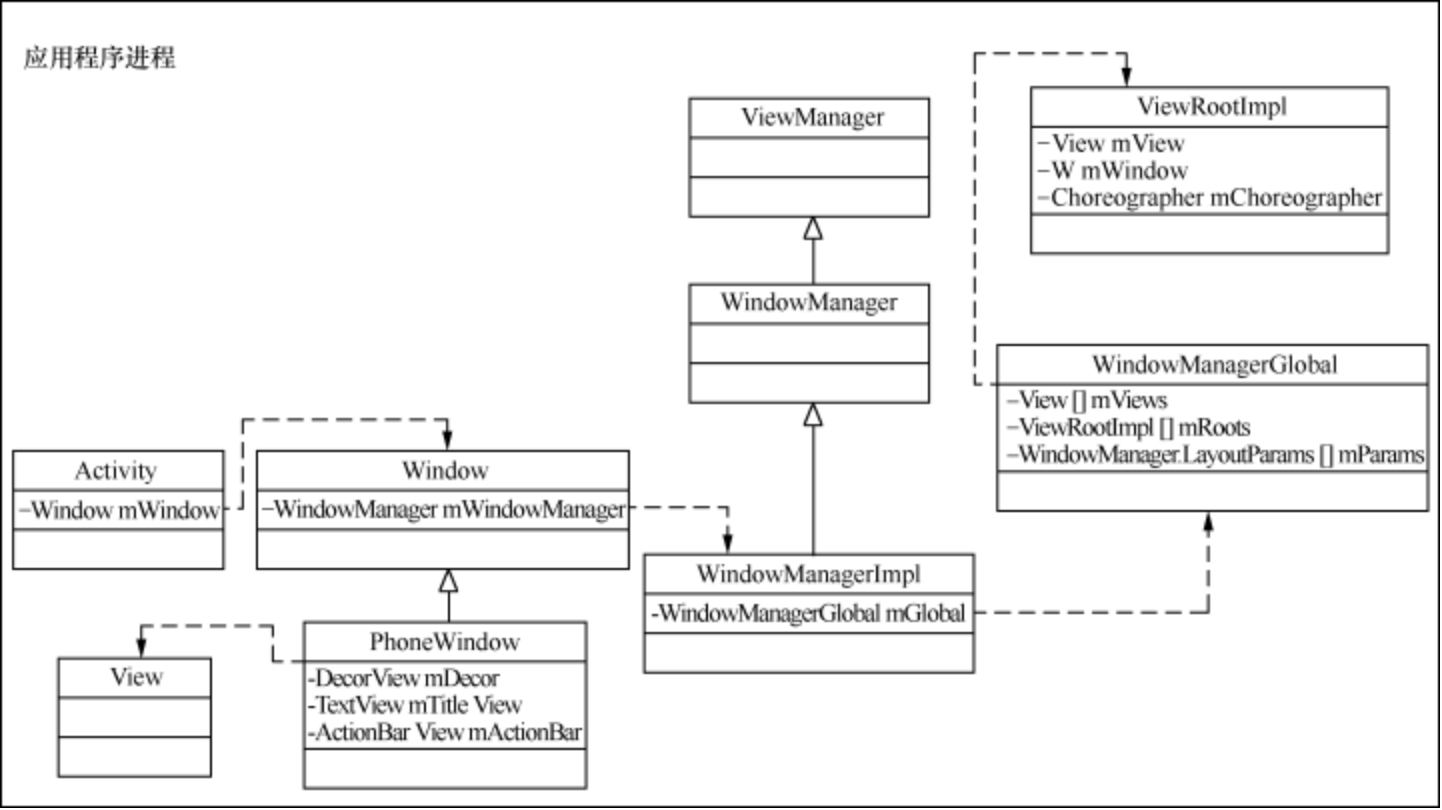 应用程序进程
ViewManager
ViewRootImpl
–View mView
–W mWindow
–Choreographer mChoreographer
WindowManager
WindowManagerGlobal
–View [] mViews
–ViewRootImpl [] mRoots
–WindowManager.LayoutParams [] mParams
Activity
–Window mWindow
Window
–WindowManager mWindowManager
WindowManagerImpl
-WindowManagerGlobal mGlobal
PhoneWindow
-DecorView mDecor
-TextView mTitle View
-ActionBar View mActionBar
View